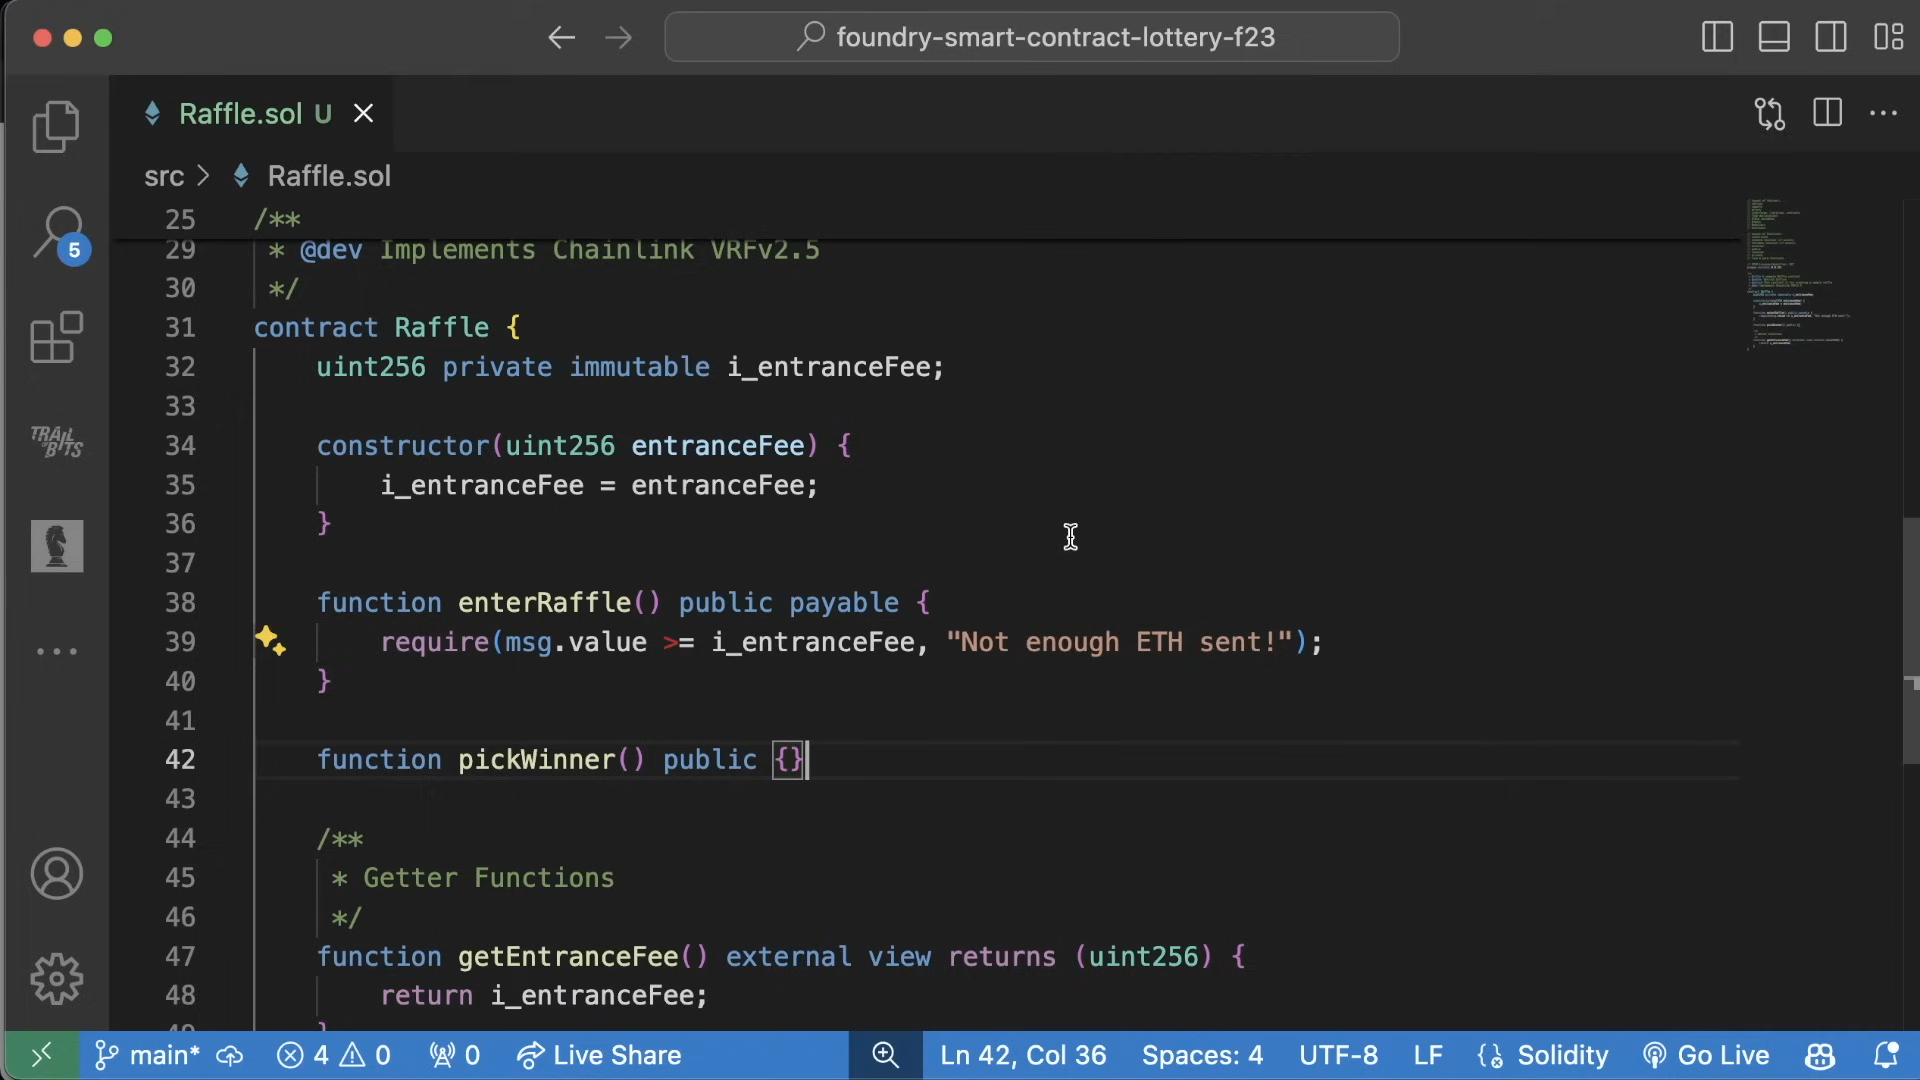 foundry-smart-contract-lottery-f23
Raffle.sol U
src > Raffle.sol
25 /**
29 * @dev Implements Chainlink VRFv2.5
30 */
31 contract Raffle {
32 uint256 private immutable i_entranceFee;
33
34 constructor(uint256 entranceFee) {
35 i_entranceFee = entranceFee;
36 }
37
38 function enterRaffle() public payable {
39 require(msg.value >= i_entranceFee, "Not enough ETH sent!");
40 }
41
42 function pickWinner() public {}
43
44 /**
45 * Getter Functions
46 */
47 function getEntranceFee() external view returns (uint256) {
48 return i_entranceFee;
49 }
5
TRAIL OF BITS
main* 4 0 0 Live Share Ln 42, Col 36 Spaces: 4 UTF-8 LF Solidity Go Live